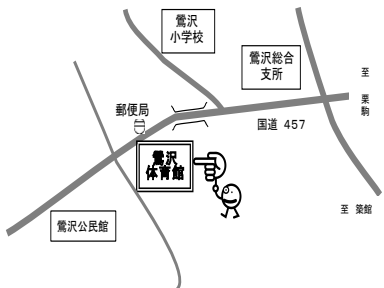 鶯沢
小学校
鶯沢総合
支所
至
栗
駒
郵便局
国道 457
鶯沢
体育館
至 築館
鶯沢公民館